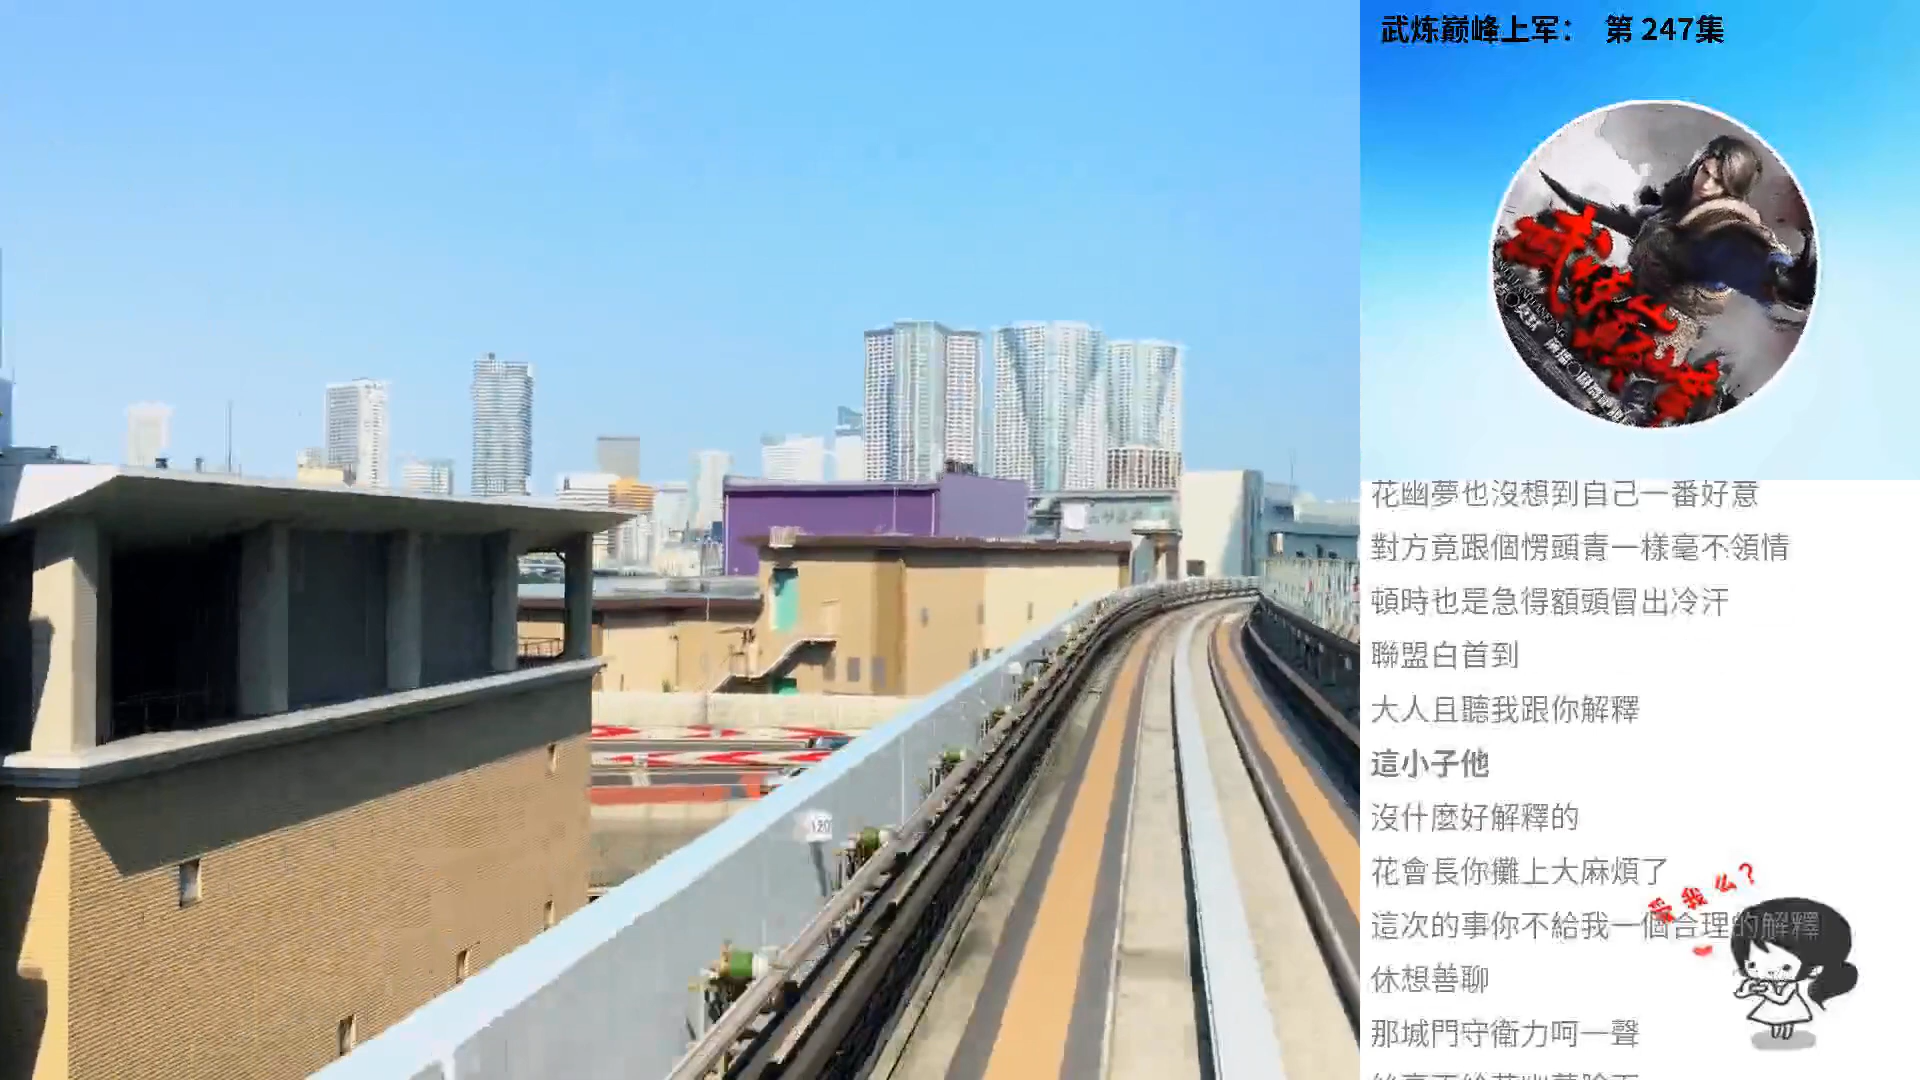 武炼巅峰上军： 第 247集
花幽夢也沒想到自己一番好意
對方竟跟個愣頭青一樣毫不領情
頓時也是急得額頭冒出冷汗
聯盟白首到
大人且聽我跟你解釋
這小子他
沒什麼好解釋的
花會長你攤上大麻煩了
愛我么？
這次的事你不給我一個合理的解釋
休想善聊
那城門守衛力呵一聲
120